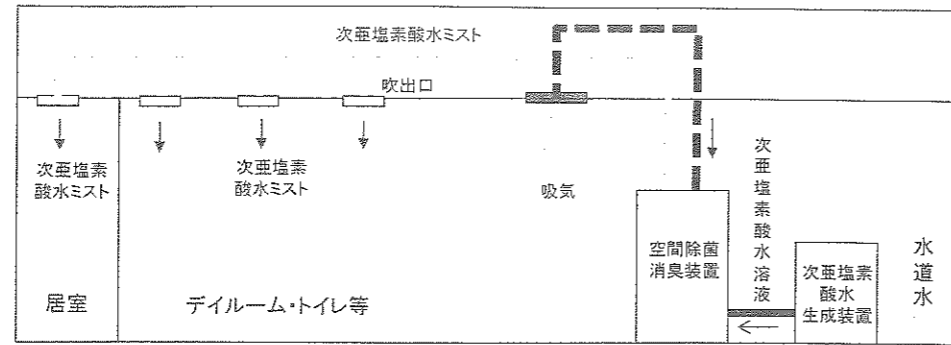 次亜塩素酸水ミスト
吹出口
次亜塩素
酸水ミスト
次亜塩素
酸水ミスト
吸気
次亜塩素酸水溶液
空間除菌
消臭装置
次亜塩素
酸水
生成装置
水道水
居室
デイルーム・トイレ等